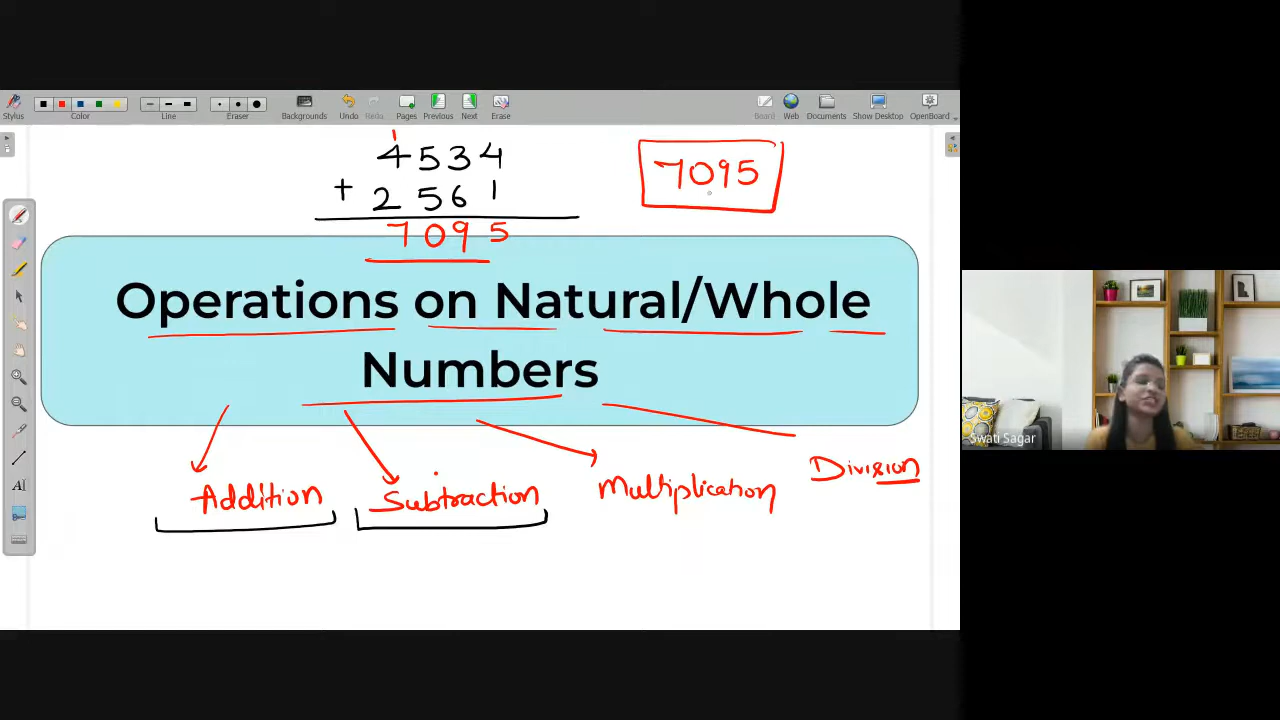 Stylus
Color
Line
Eraser
Backgrounds
Undo
Redo
Pages
Previous
Next
Erase
Board
Web
Documents
Show Desktop
OpenBoard
1
4534
+ 2561
7095
7095
Operations on Natural/Whole
Numbers
Addition
Subtraction
Multiplication
Division
Swati Sagar